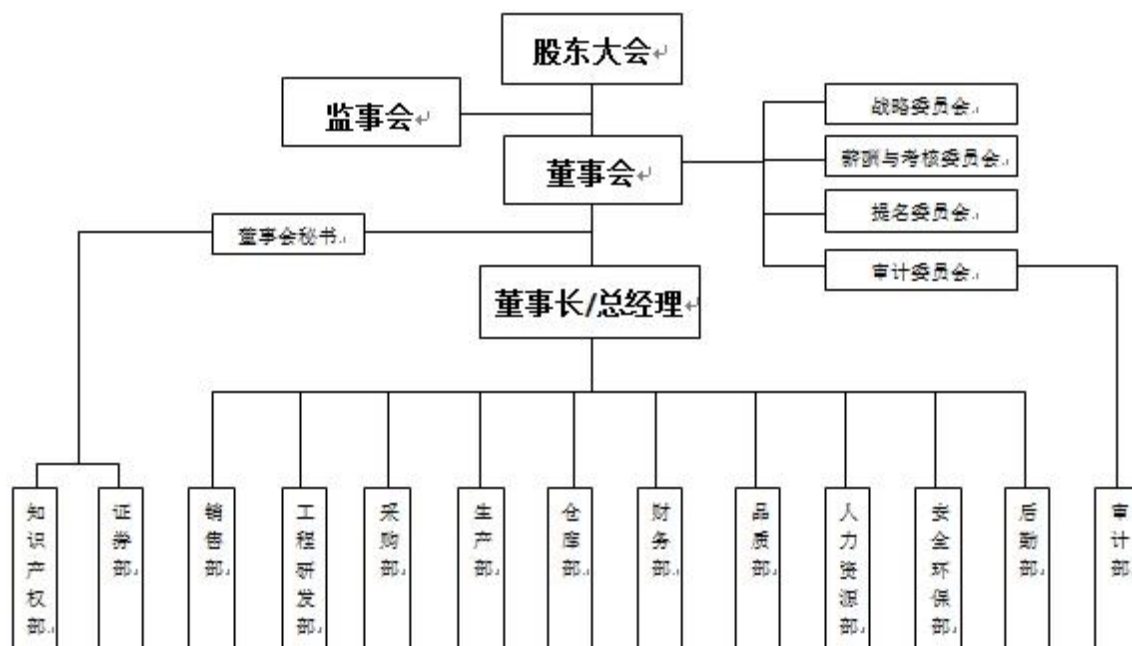 股东大会
监事会
战略委员会
薪酬与考核委员会
董事会
提名委员会
董事会秘书
审计委员会
董事长/总经理
知识产权部
证券部
销售部
工程研发部
采购部
生产部
仓库部
财务部
品质部
人力资源部
安全环保部
后勤部
审计部